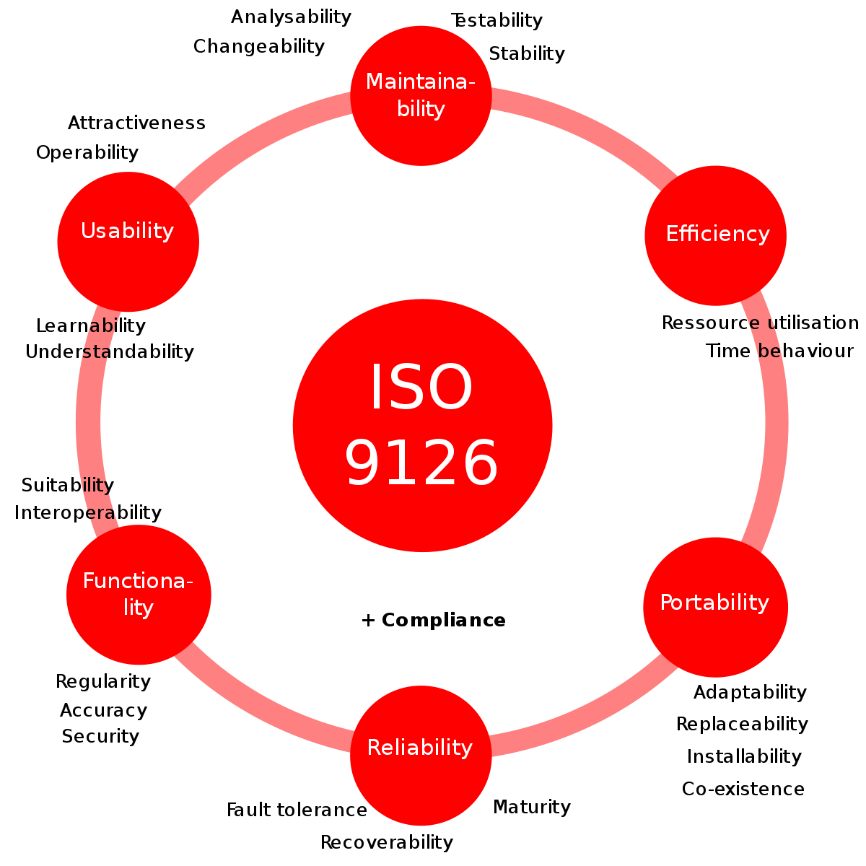 Analysability
Changeability
Testability
Stability
Maintaina-
bility
Attractiveness
Operability
Usability
Learnability
Understandability
Efficiency
Ressource utilisation
Time behaviour
ISO
9126
Suitability
Interoperability
Functiona-
lity
Regularity
Accuracy
Security
+ Compliance
Portability
Adaptability
Replaceability
Installability
Co-existence
Reliability
Fault tolerance
Maturity
Recoverability